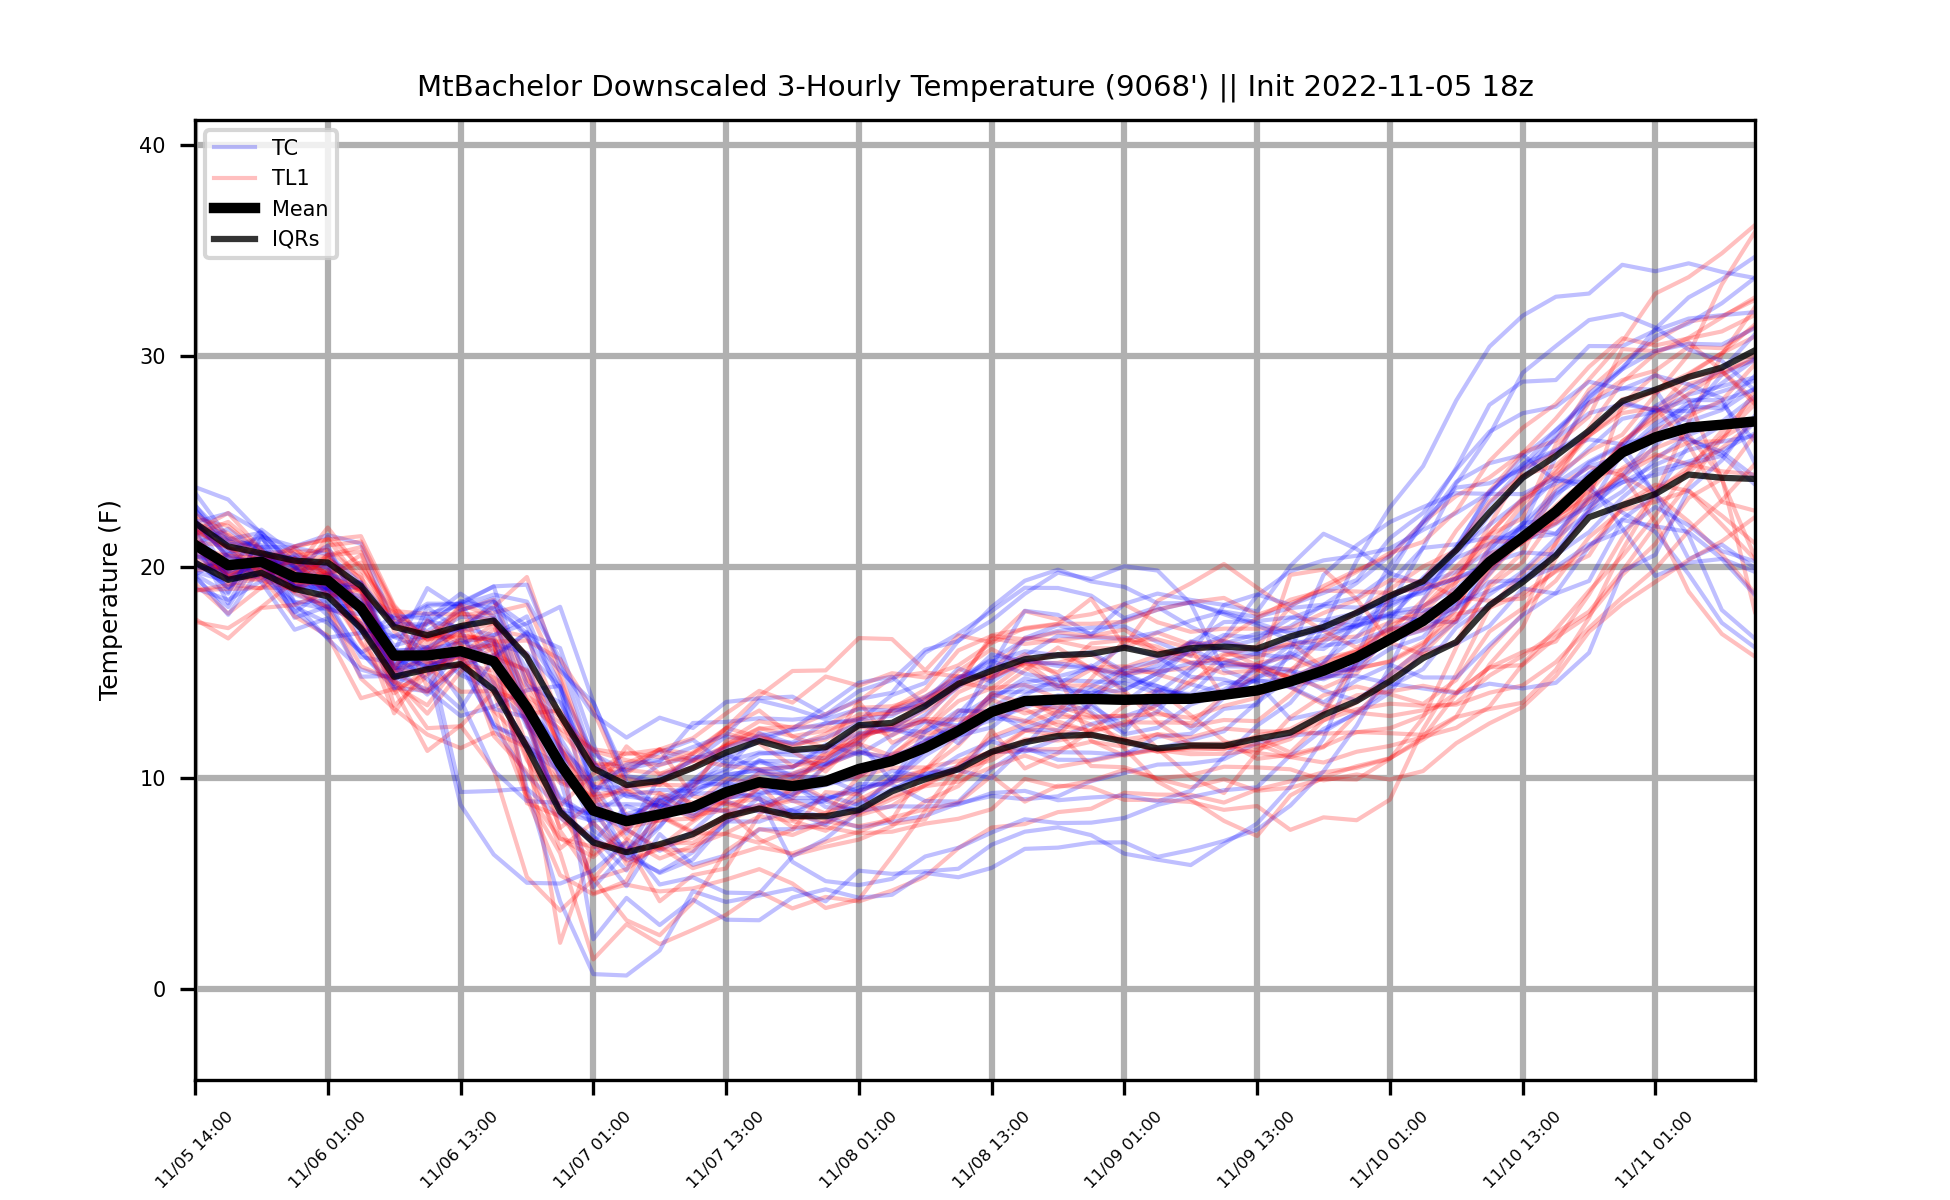 MtBachelor Downscaled 3-Hourly Temperature (9068') || Init 2022-11-05 18z
TC
TL1
Mean
IQRs
Temperature (F)
40
30
20
10
0
11/05 14:00
11/06 01:00
11/06 13:00
11/07 01:00
11/07 13:00
11/08 01:00
11/08 13:00
11/09 01:00
11/09 13:00
11/10 01:00
11/10 13:00
11/11 01:00